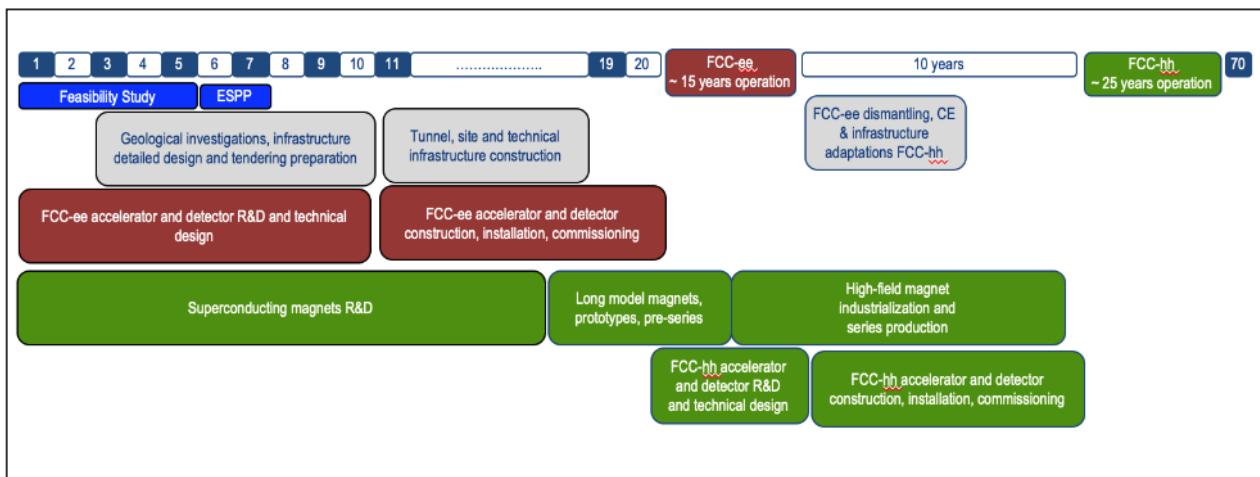 1 2 3 4 5 6 7 8 9 10 11 ................... 19 20
FCC-ee
~ 15 years operation
10 years
FCC-hh
~ 25 years operation
70
Feasibility Study
ESPP
Geological investigations, infrastructure
detailed design and tendering preparation
Tunnel, site and technical
infrastructure construction
FCC-ee dismantling, CE
& infrastructure
adaptations FCC-hh
FCC-ee accelerator and detector R&D and technical
design
FCC-ee accelerator and detector
construction, installation, commissioning
Superconducting magnets R&D
Long model magnets,
prototypes, pre-series
High-field magnet
industrialization and
series production
FCC-hh accelerator
and detector R&D
and technical design
FCC-hh accelerator and detector
construction, installation, commissioning